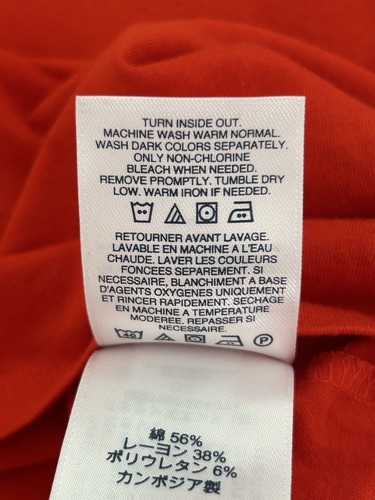 TURN INSIDE OUT.
MACHINE WASH WARM NORMAL.
WASH DARK COLORS SEPARATELY.
ONLY NON-CHLORINE
BLEACH WHEN NEEDED.
REMOVE PROMPTLY. TUMBLE DRY
LOW. WARM IRON IF NEEDED.
RETOURNER AVANT LAVAGE.
LAVABLE EN MACHINE A L'EAU
CHAUDE. LAVER LES COULEURS
FONCEES SEPAREMENT. SI
NECESSAIRE, BLANCHIMENT A BASE
D'AGENTS OXYGENES UNIQUEMENT
ET RINCER RAPIDEMENT. SECHAGE
EN MACHINE A TEMPERATURE
MODEREE. REPASSER SI
NECESSAIRE.
40 P
綿 56%
レーヨン 38%
ポリウレタン 6%
カンボジア製